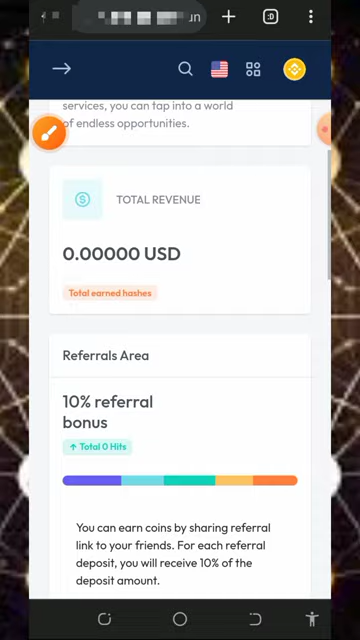 un
services, you can tap into a world
of endless opportunities.
TOTAL REVENUE
0.00000 USD
Total earned hashes
Referrals Area
10% referral
bonus
↑ Total 0 Hits
You can earn coins by sharing referral
link to your friends. For each referral
deposit, you will receive 10% of the
deposit amount.